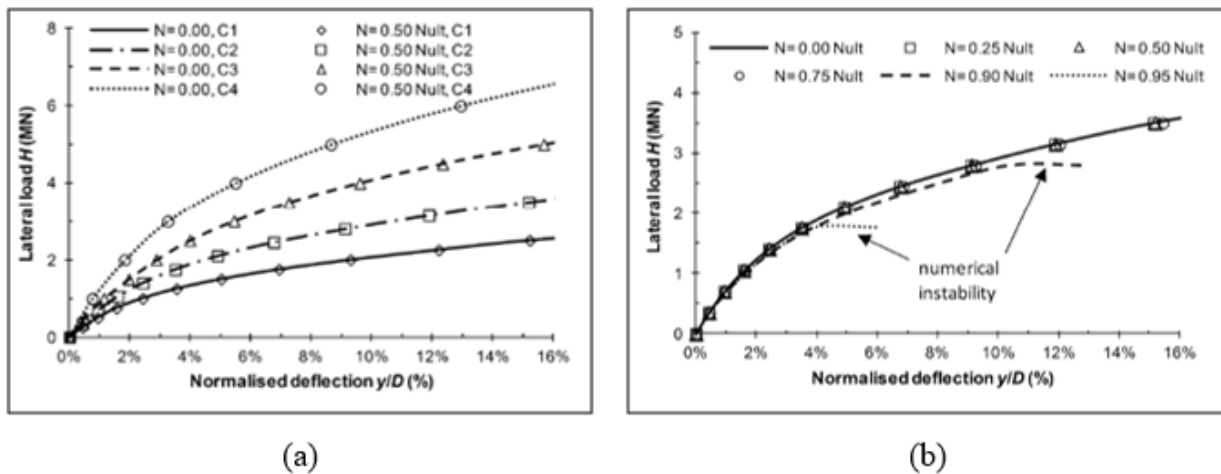 8
6
4
2
0
Lateral load H (MN)
N= 0.00, C1
N= 0.50 Nult, C1
N= 0.00, C2
N= 0.50 Nult, C2
N= 0.00, C3
N= 0.50 Nult, C3
N= 0.00, C4
N= 0.50 Nult, C4
0% 2% 4% 6% 8% 10% 12% 14% 16%
Normalised deflection y/D (%)
(a)
5
4
3
2
1
0
Lateral load H (MN)
N= 0.00 Nult N= 0.25 Nult N= 0.50 Nult
N= 0.75 Nult N= 0.90 Nult N= 0.95 Nult
numerical
instability
0% 2% 4% 6% 8% 10% 12% 14% 16%
Normalised deflection y/D (%)
(b)